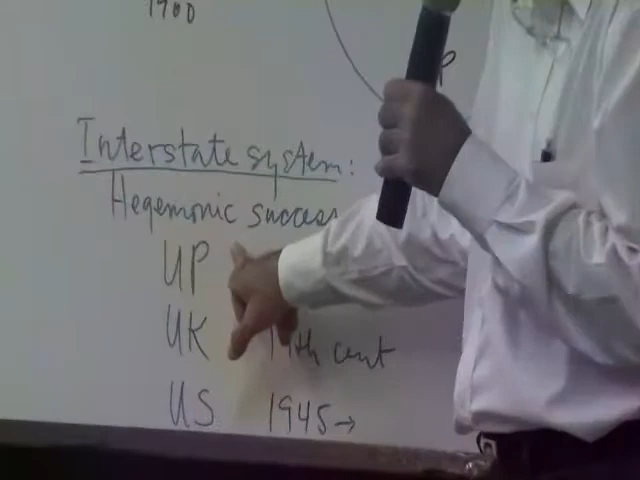 1900
P
Interstate system:
Hegemonic success
UP
UK 19th cent
US 1945→